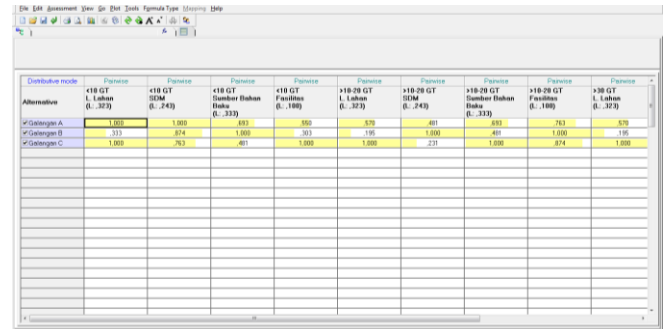 File Edit Assessment View Go Plot Tools Formula Type Mapping Help
Distributive mode Pairwise Pairwise Pairwise Pairwise Pairwise Pairwise Pairwise Pairwise Pairwise
Alternative <10 GT L. Lahan (L: ,323) <10 GT SDM (L: ,243) <10 GT Sumber Bahan Baku (L: ,333) <10 GT Fasilitas (L: ,100) >10-20 GT L. Lahan (L: ,323) >10-20 GT SDM (L: ,243) >10-20 GT Sumber Bahan Baku (L: ,333) >10-20 GT Fasilitas (L: ,100) >30 GT L. Lahan (L: ,323)
Galangan A 1,000 1,000 ,693 ,550 ,570 ,481 ,693 ,763 ,570
Galangan B ,333 ,874 1,000 ,303 ,195 1,000 ,481 1,000 ,195
Galangan C 1,000 ,763 ,481 1,000 1,000 ,231 1,000 ,874 1,000